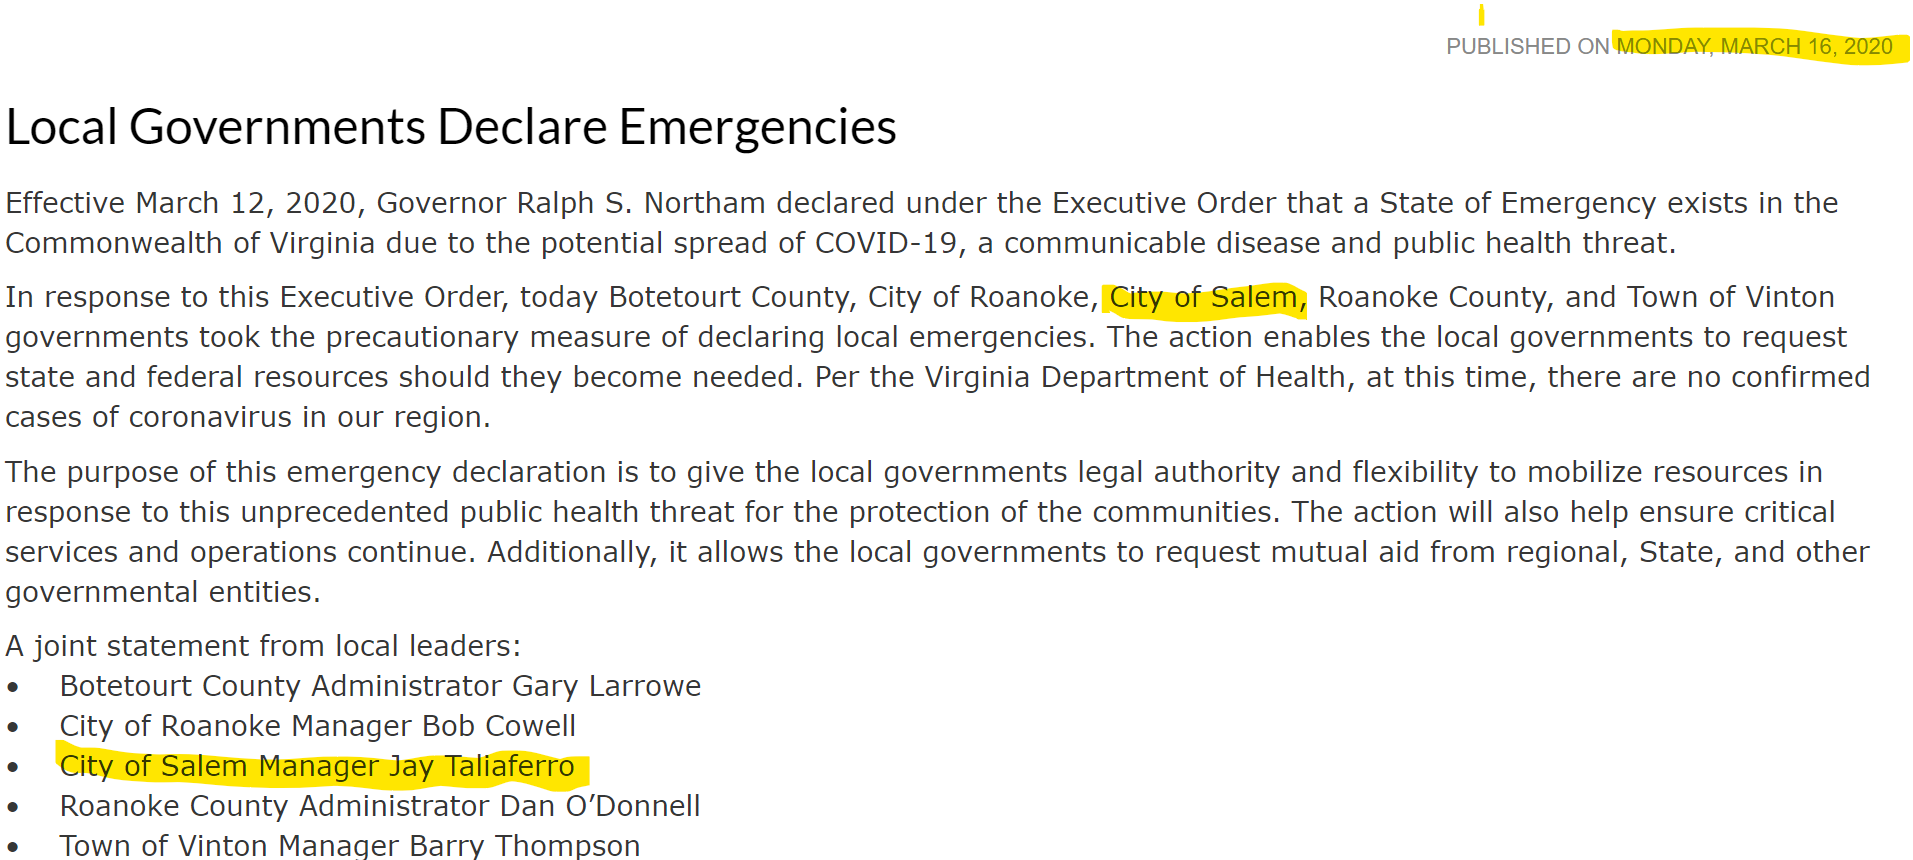 PUBLISHED ON MONDAY, MARCH 16, 2020
Local Governments Declare Emergencies
Effective March 12, 2020, Governor Ralph S. Northam declared under the Executive Order that a State of Emergency exists in the
Commonwealth of Virginia due to the potential spread of COVID-19, a communicable disease and public health threat.
In response to this Executive Order, today Botetourt County, City of Roanoke, City of Salem, Roanoke County, and Town of Vinton
governments took the precautionary measure of declaring local emergencies. The action enables the local governments to request
state and federal resources should they become needed. Per the Virginia Department of Health, at this time, there are no confirmed
cases of coronavirus in our region.
The purpose of this emergency declaration is to give the local governments legal authority and flexibility to mobilize resources in
response to this unprecedented public health threat for the protection of the communities. The action will also help ensure critical
services and operations continue. Additionally, it allows the local governments to request mutual aid from regional, State, and other
governmental entities.
A joint statement from local leaders:
• Botetourt County Administrator Gary Larrowe
• City of Roanoke Manager Bob Cowell
• City of Salem Manager Jay Taliaferro
• Roanoke County Administrator Dan O’Donnell
• Town of Vinton Manager Barry Thompson